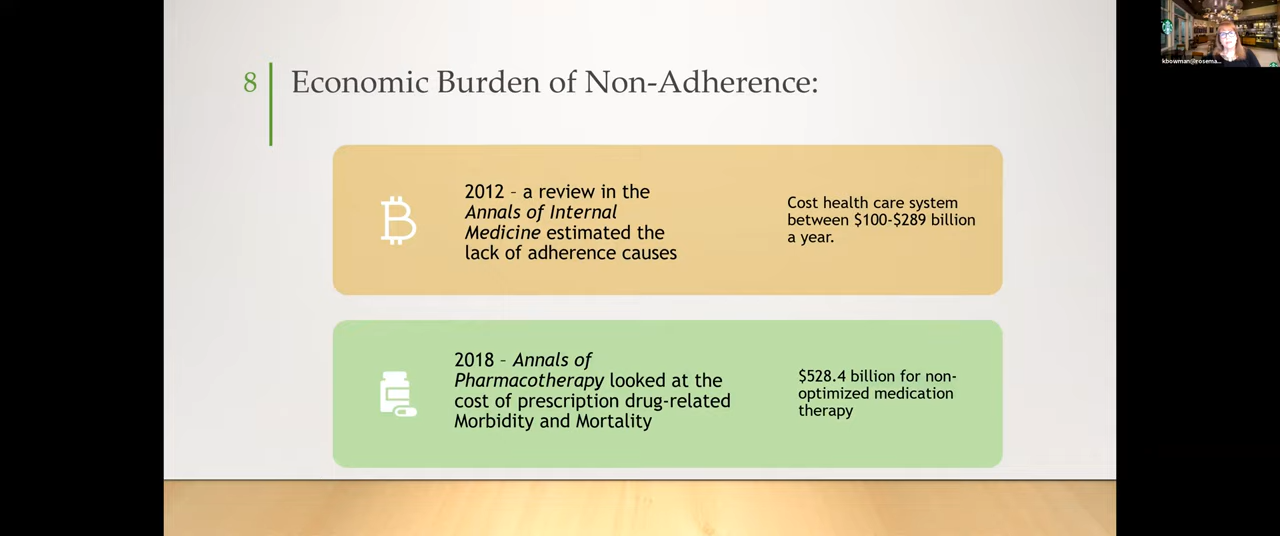 8
Economic Burden of Non-Adherence:
2012 – a review in the
Annals of Internal
Medicine estimated the
lack of adherence causes
Cost health care system
between $100-$289 billion
a year.
2018 – Annals of
Pharmacotherapy looked at the
cost of prescription drug-related
Morbidity and Mortality
$528.4 billion for non-
optimized medication
therapy
kbowman@rosema...